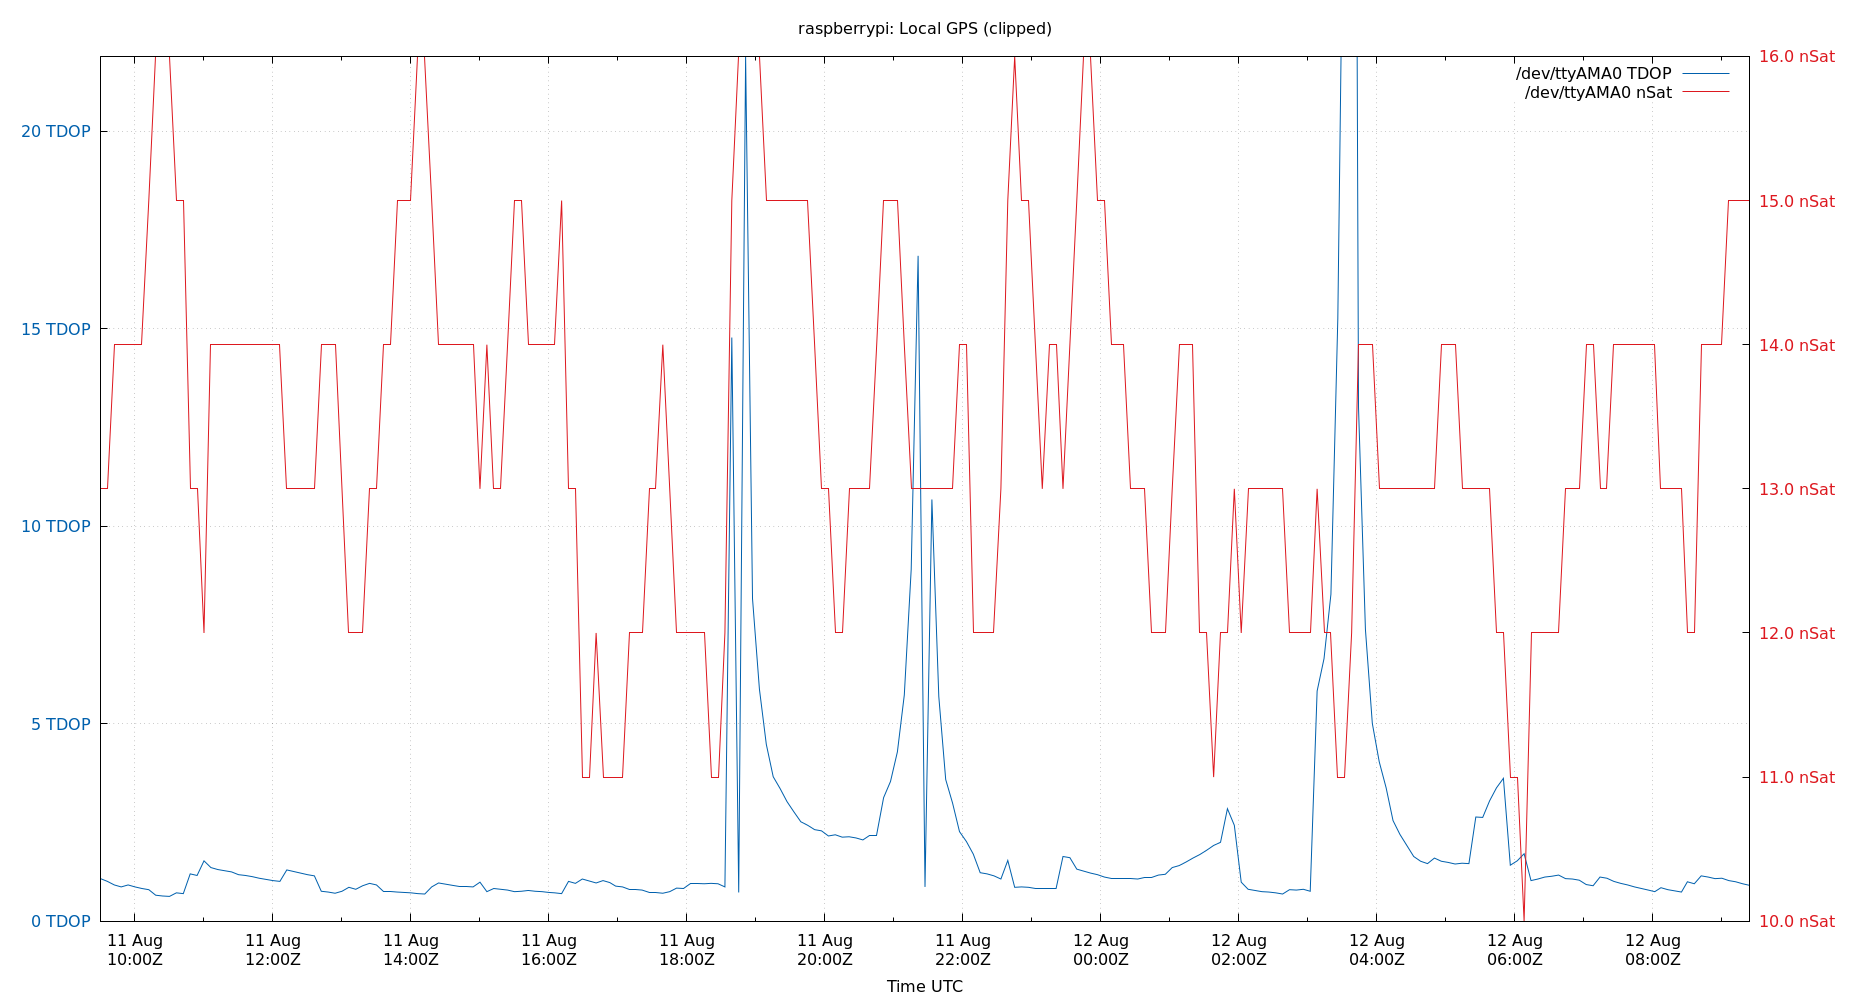 raspberrypi: Local GPS (clipped)
/dev/ttyAMA0 TDOP
/dev/ttyAMA0 nSat
20 TDOP
15 TDOP
10 TDOP
5 TDOP
0 TDOP
16.0 nSat
15.0 nSat
14.0 nSat
13.0 nSat
12.0 nSat
11.0 nSat
10.0 nSat
11 Aug
10:00Z
11 Aug
12:00Z
11 Aug
14:00Z
11 Aug
16:00Z
11 Aug
18:00Z
11 Aug
20:00Z
11 Aug
22:00Z
12 Aug
00:00Z
12 Aug
02:00Z
12 Aug
04:00Z
12 Aug
06:00Z
12 Aug
08:00Z
Time UTC